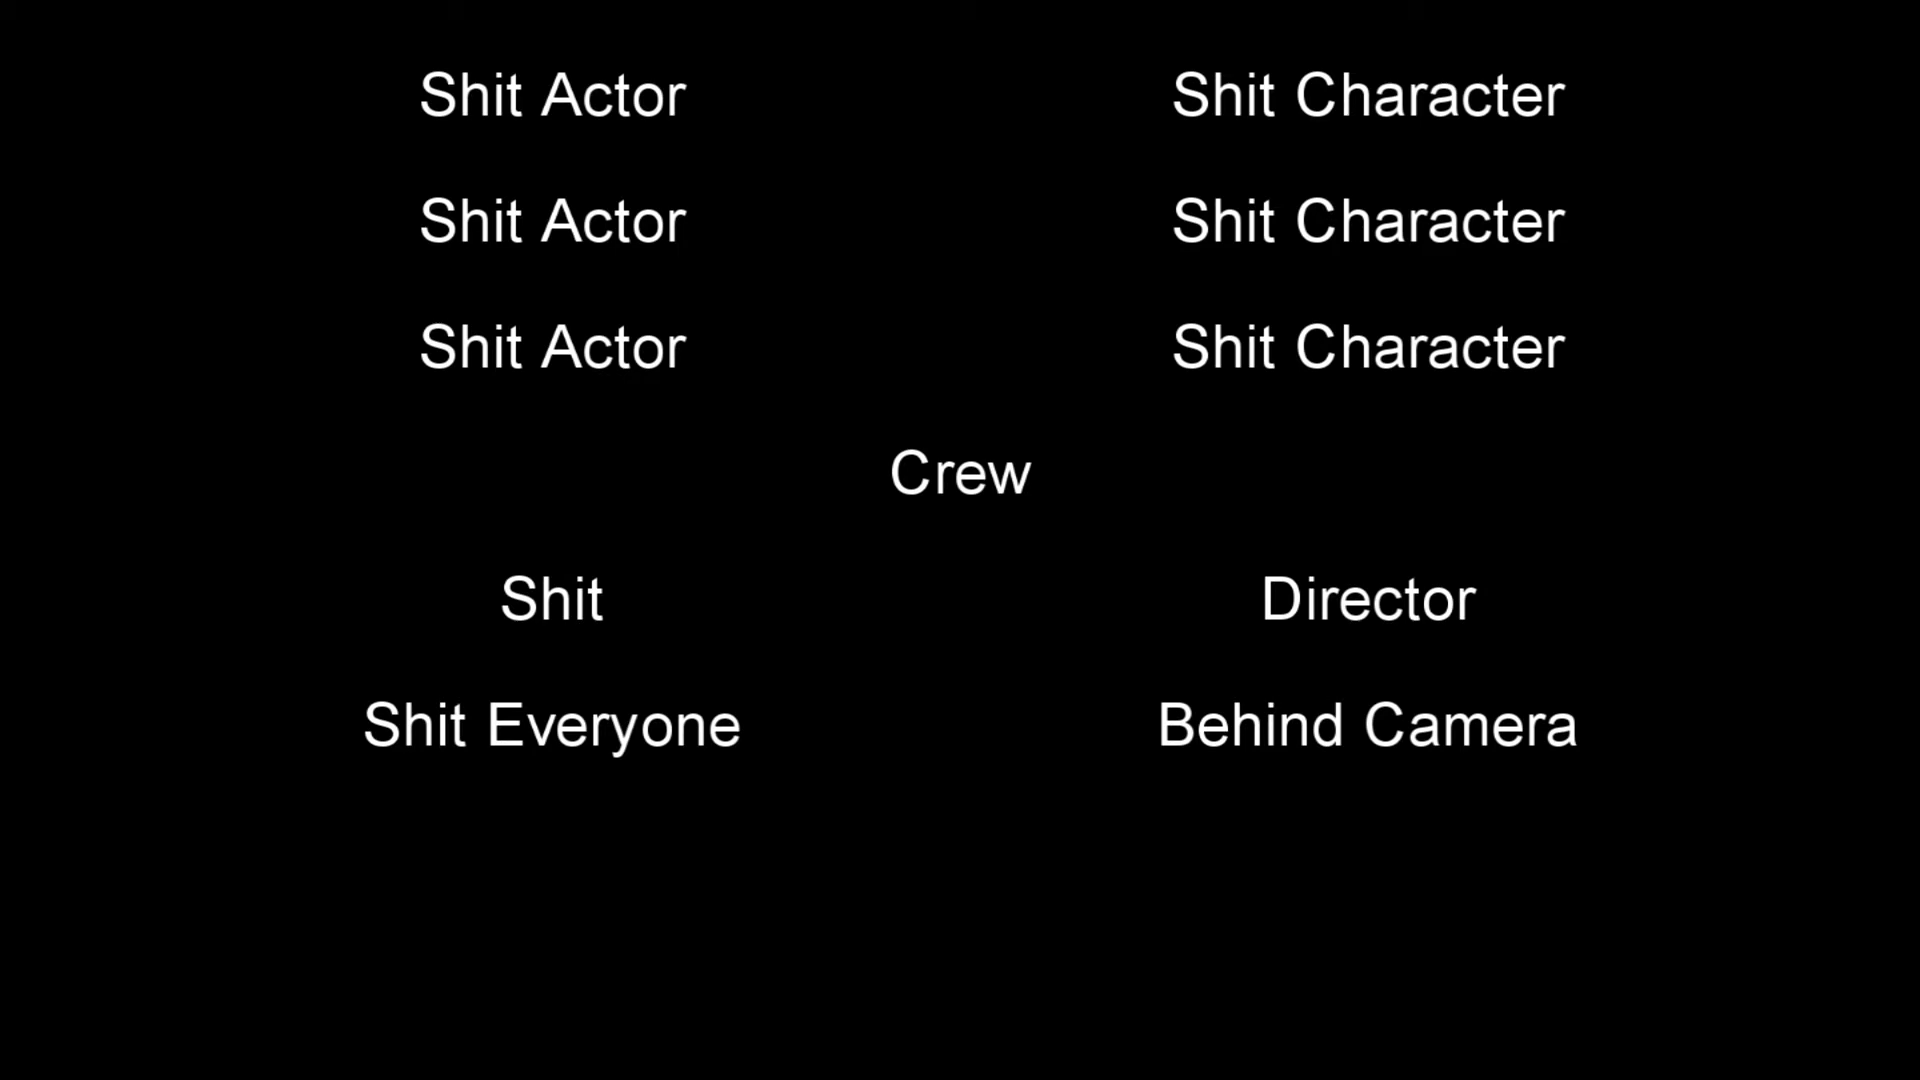 Shit Actor Shit Character
Shit Actor Shit Character
Shit Actor Shit Character
Crew
Shit Director
Shit Everyone Behind Camera